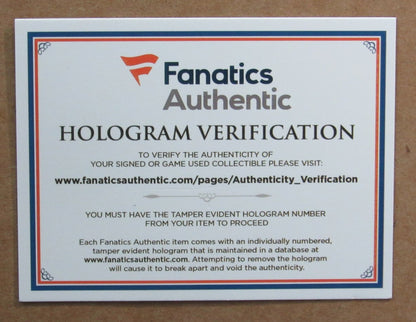 Fanatics
Authentic
HOLOGRAM VERIFICATION
TO VERIFY THE AUTHENTICITY OF
YOUR SIGNED OR GAME USED COLLECTIBLE PLEASE VISIT:
www.fanaticsauthentic.com/pages/Authenticity_Verification
YOU MUST HAVE THE TAMPER EVIDENT HOLOGRAM NUMBER
FROM YOUR ITEM TO PROCEED
Each Fanatics Authentic item comes with an individually numbered,
tamper evident hologram that is maintained in a database at
www.fanaticsauthentic.com. Attempting to remove the hologram
will cause it to break apart and void the authenticity.